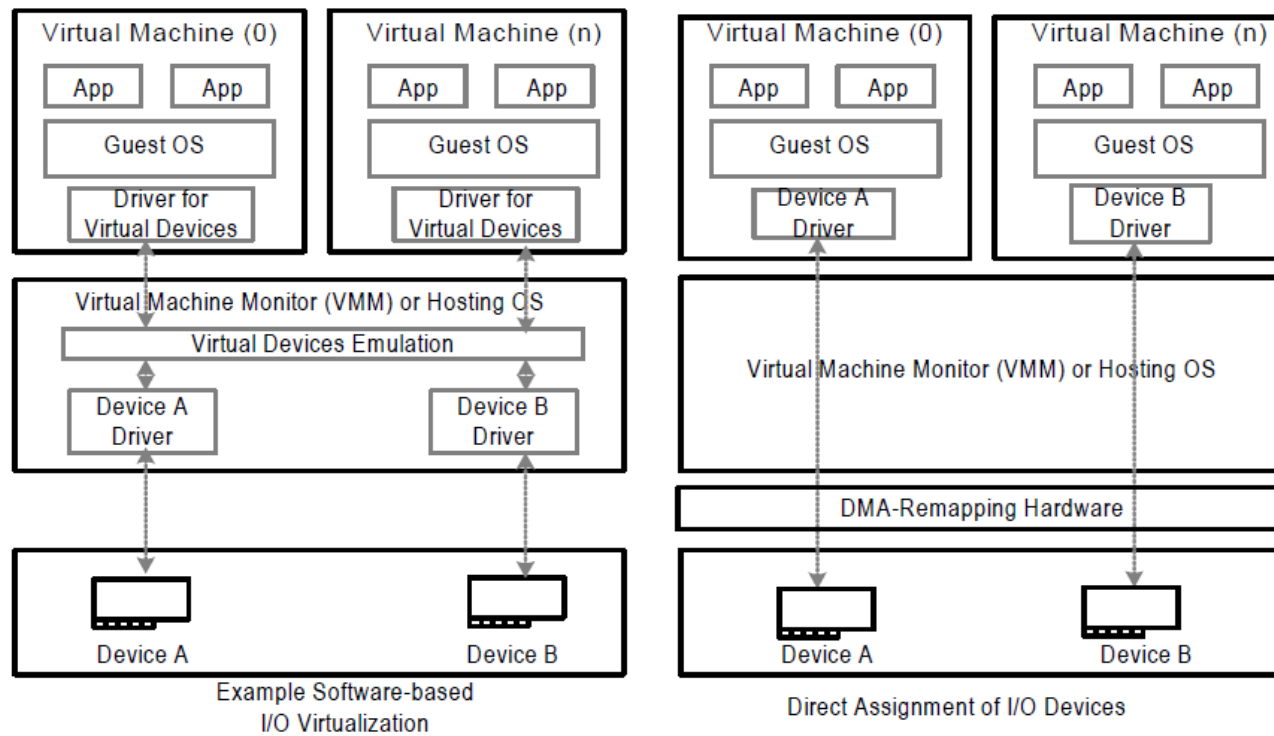 Virtual Machine (0)
App
App
Guest OS
Driver for
Virtual Devices
Virtual Machine (n)
App
App
Guest OS
Driver for
Virtual Devices
Virtual Machine Monitor (VMM) or Hosting OS
Virtual Devices Emulation
Device A
Driver
Device B
Driver
Device A
Device B
Example Software-based
I/O Virtualization
Virtual Machine (0)
App
App
Guest OS
Device A
Driver
Virtual Machine (n)
App
App
Guest OS
Device B
Driver
Virtual Machine Monitor (VMM) or Hosting OS
DMA-Remapping Hardware
Device A
Device B
Direct Assignment of I/O Devices